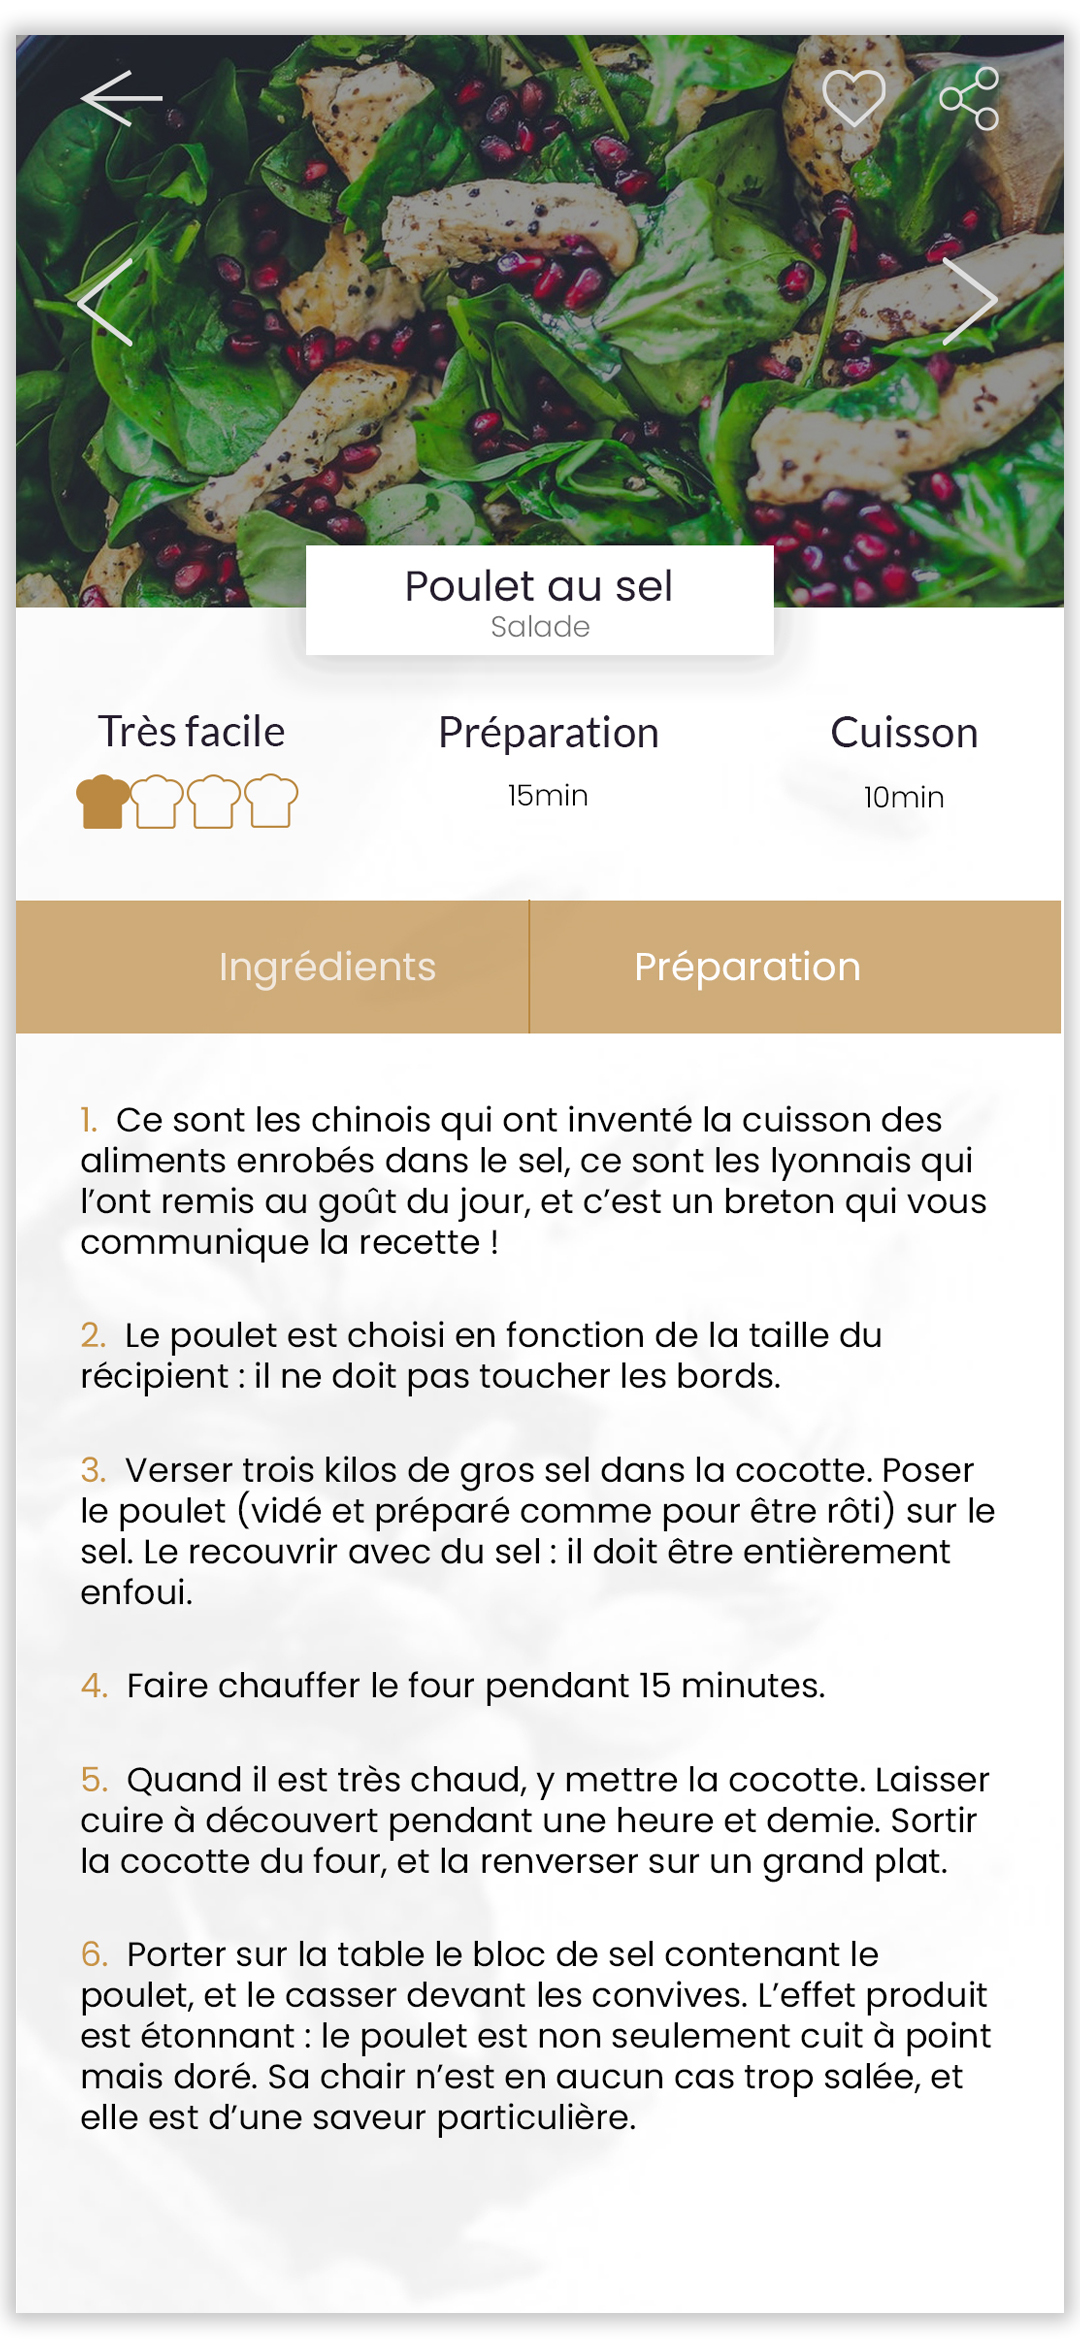 Poulet au sel
Salade
Très facile
Préparation
Cuisson
15min
10min
Ingrédients
Préparation
1. Ce sont les chinois qui ont inventé la cuisson des
aliments enrobés dans le sel, ce sont les lyonnais qui
l’ont remis au goût du jour, et c’est un breton qui vous
communique la recette !
2. Le poulet est choisi en fonction de la taille du
récipient : il ne doit pas toucher les bords.
3. Verser trois kilos de gros sel dans la cocotte. Poser
le poulet (vidé et préparé comme pour être rôti) sur le
sel. Le recouvrir avec du sel : il doit être entièrement
enfoui.
4. Faire chauffer le four pendant 15 minutes.
5. Quand il est très chaud, y mettre la cocotte. Laisser
cuire à découvert pendant une heure et demie. Sortir
la cocotte du four, et la renverser sur un grand plat.
6. Porter sur la table le bloc de sel contenant le
poulet, et le casser devant les convives. L’effet produit
est étonnant : le poulet est non seulement cuit à point
mais doré. Sa chair n’est en aucun cas trop salée, et
elle est d’une saveur particulière.